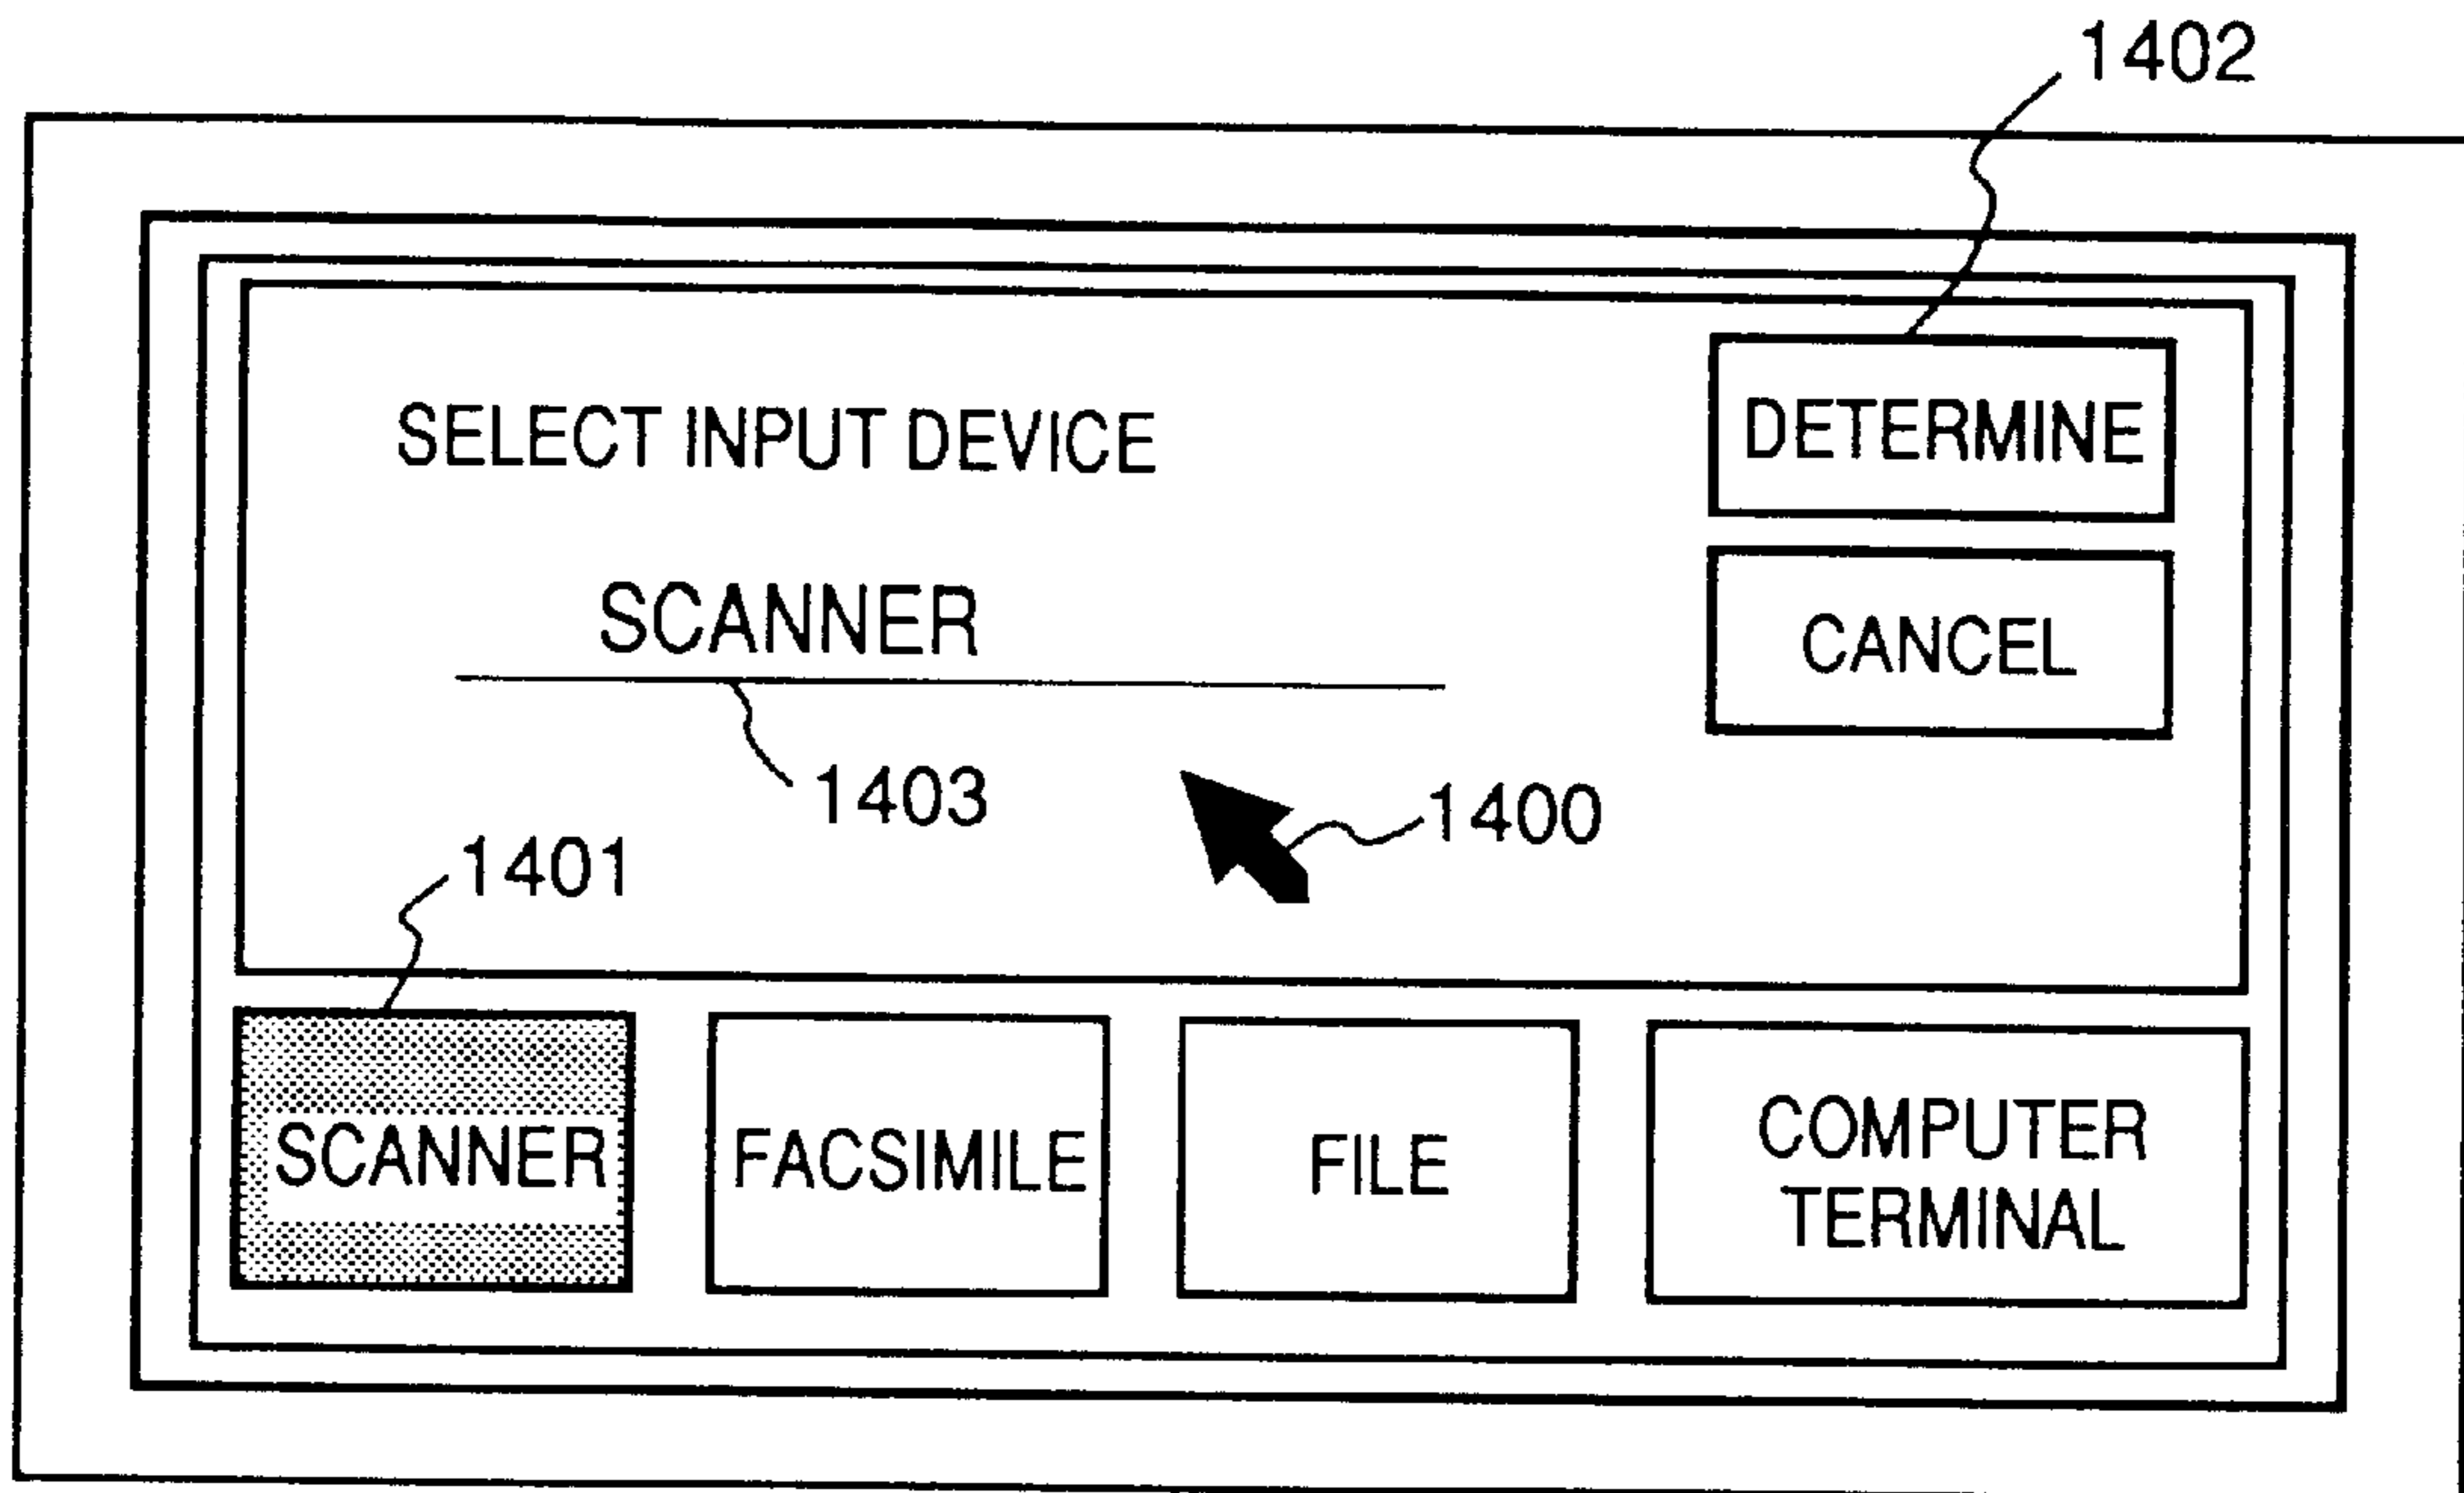 1402
SELECT INPUT DEVICE
DETERMINE
SCANNER
CANCEL
1403
1400
1401
SCANNER
FACSIMILE
FILE
COMPUTER
TERMINAL